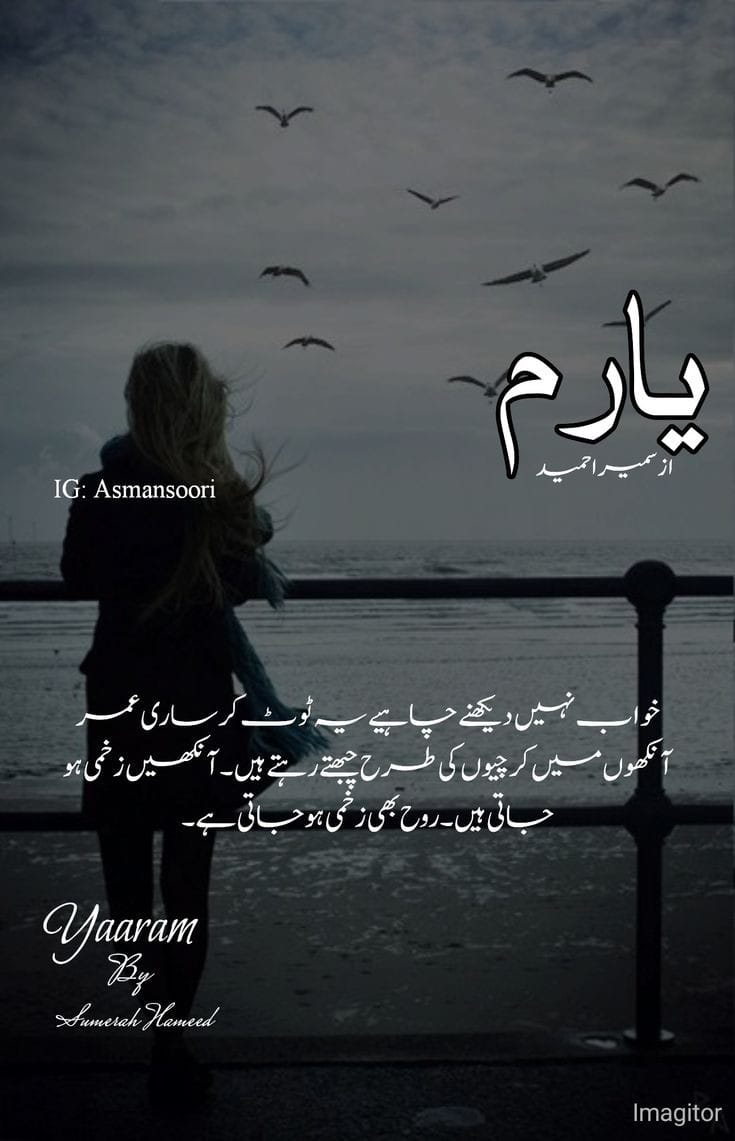 یارم
از سمیرا حمید
IG: Asmansoori
خواب نہیں دیکھنے چاہیے یہ ٹوٹ کر ساری عمر
آنکھوں میں کرچیوں کی طرح چبھتے رہتے ہیں۔ آنکھیں زخمی ہو
جاتی ہیں۔ روح بھی زخمی ہو جاتی ہے۔
Yaaram
By
Sumerah Hameed
Imagitor